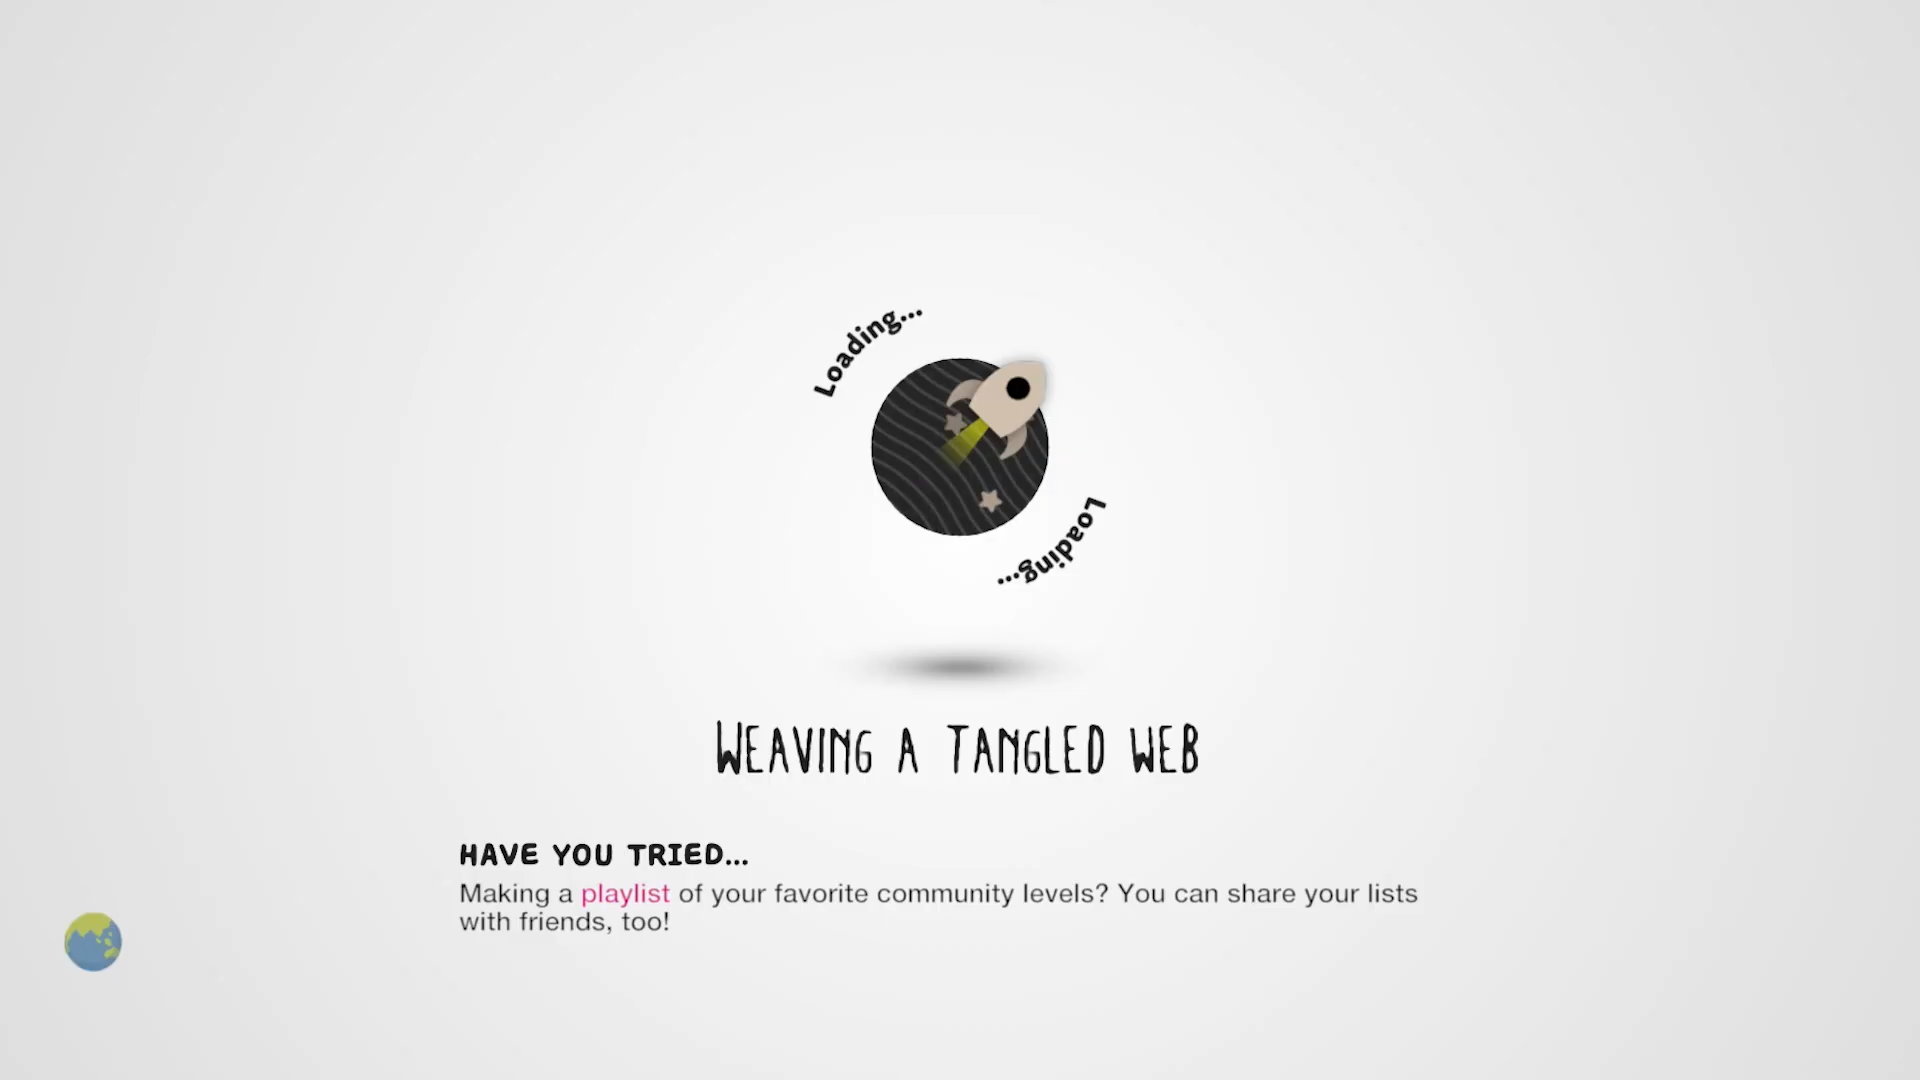 Loading...
Loading...
WEAVING A TANGLED WEB
HAVE YOU TRIED...
Making a playlist of your favorite community levels? You can share your lists
with friends, too!